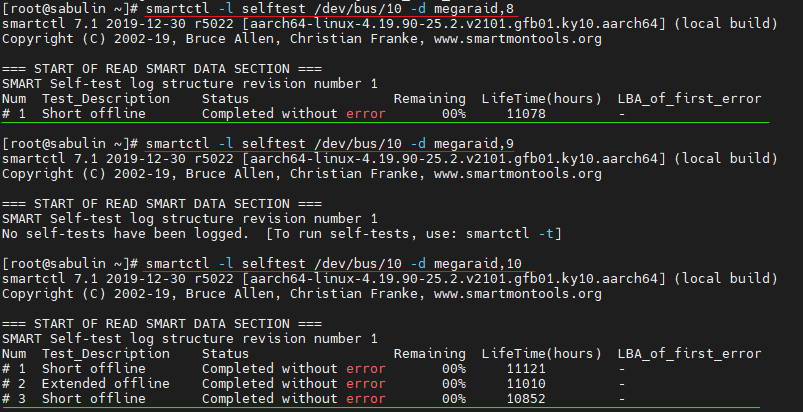 [root@sabulin ~]# smartctl -l selftest /dev/bus/10 -d megaraid,8
smartctl 7.1 2019-12-30 r5022 [aarch64-linux-4.19.90-25.2.v2101.gfb01.ky10.aarch64] (local build)
Copyright (C) 2002-19, Bruce Allen, Christian Franke, www.smartmontools.org

=== START OF READ SMART DATA SECTION ===
SMART Self-test log structure revision number 1
Num  Test_Description    Status                  Remaining  LifeTime(hours)  LBA_of_first_error
# 1  Short offline       Completed without error       00%     11078         -

[root@sabulin ~]# smartctl -l selftest /dev/bus/10 -d megaraid,9
smartctl 7.1 2019-12-30 r5022 [aarch64-linux-4.19.90-25.2.v2101.gfb01.ky10.aarch64] (local build)
Copyright (C) 2002-19, Bruce Allen, Christian Franke, www.smartmontools.org

=== START OF READ SMART DATA SECTION ===
SMART Self-test log structure revision number 1
No self-tests have been logged.  [To run self-tests, use: smartctl -t]

[root@sabulin ~]# smartctl -l selftest /dev/bus/10 -d megaraid,10
smartctl 7.1 2019-12-30 r5022 [aarch64-linux-4.19.90-25.2.v2101.gfb01.ky10.aarch64] (local build)
Copyright (C) 2002-19, Bruce Allen, Christian Franke, www.smartmontools.org

=== START OF READ SMART DATA SECTION ===
SMART Self-test log structure revision number 1
Num  Test_Description    Status                  Remaining  LifeTime(hours)  LBA_of_first_error
# 1  Short offline       Completed without error       00%     11121         -
# 2  Extended offline    Completed without error       00%     11010         -
# 3  Short offline       Completed without error       00%     10852         -